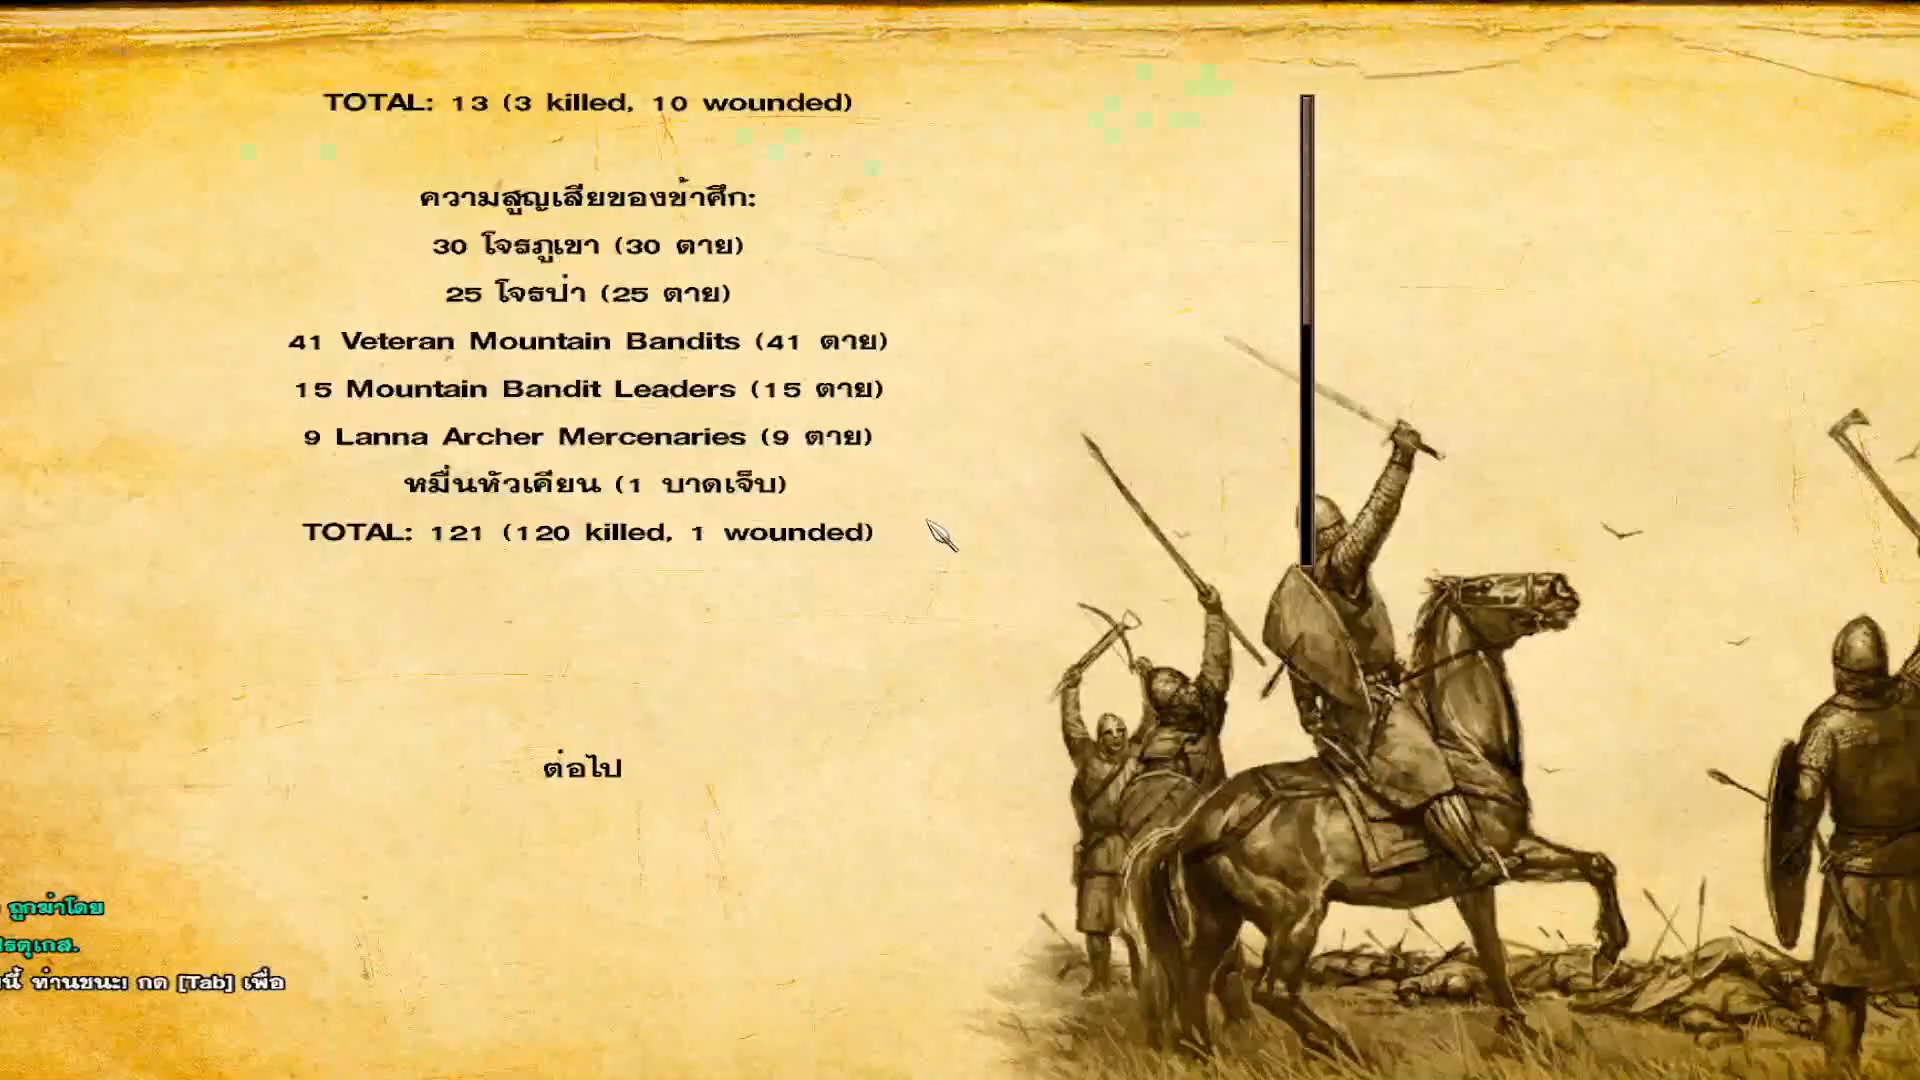 TOTAL: 13 (3 killed, 10 wounded)
ความสูญเสียของข้าศึก:
30 โจรภูเขา (30 ตาย)
25 โจรป่า (25 ตาย)
41 Veteran Mountain Bandits (41 ตาย)
15 Mountain Bandit Leaders (15 ตาย)
9 Lanna Archer Mercenaries (9 ตาย)
หมื่นหัวเคียน (1 บาดเจ็บ)
TOTAL: 121 (120 killed, 1 wounded)
ต่อไป
ถูกฆ่าโดย
รตุเกส.
นี้ ท่านชนะ! กด [Tab] เพื่อ